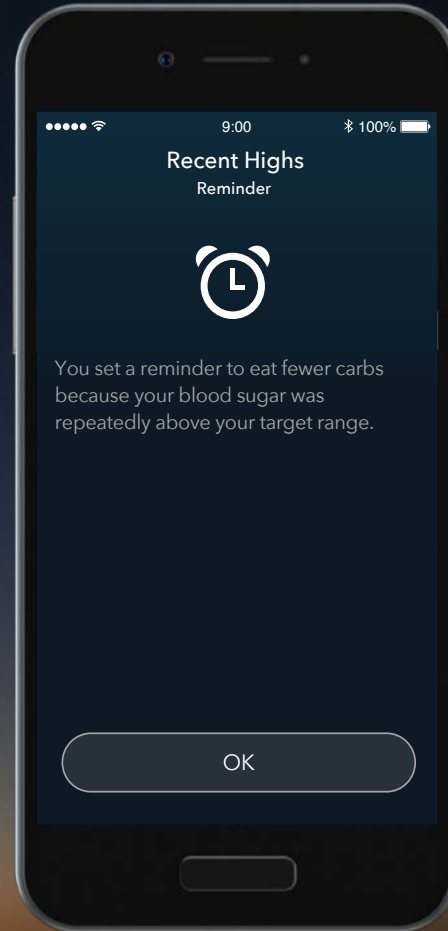 9:00
100%
Recent Highs
Reminder
You set a reminder to eat fewer carbs
because your blood sugar was
repeatedly above your target range.
OK